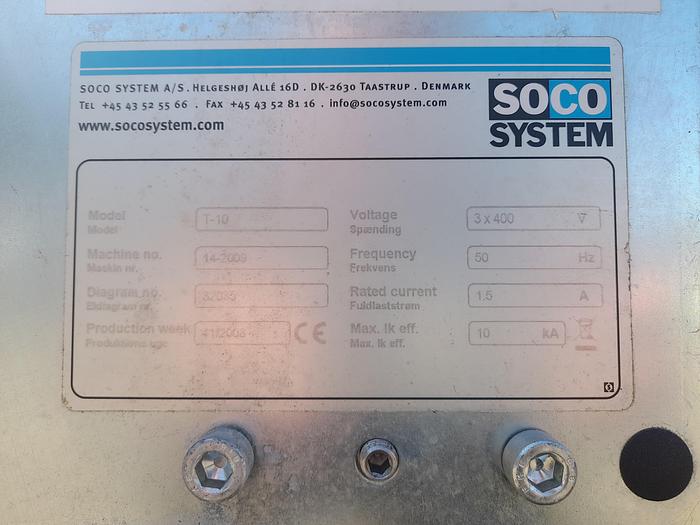 SOCO SYSTEM A/S . HELGESHØJ ALLÉ 16D . DK-2630 TAASTRUP . DENMARK
TEL +45 43 52 55 66 . FAX +45 43 52 81 16 . info@socosystem.com
www.socosystem.com
SOCO
SYSTEM
Model T-10
Model
Machine no. 14-2009
Maskin nr.
Diagram no. 32035
Eldiagram nr.
Production week 41/2008 CE
Produktions uge
Voltage 3 x 400 V
Spænding
Frequency 50 Hz
Frekvens
Rated current 1.5 A
Fuldlaststrøm
Max. Ik eff. 10 kA
Max. Ik eff.